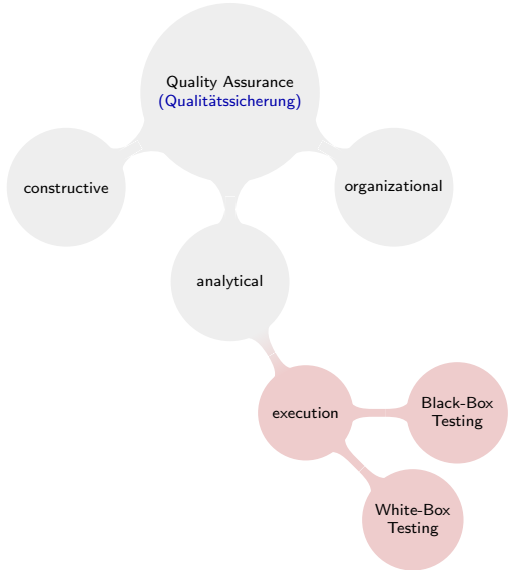 Quality Assurance
(Qualitätssicherung)
constructive
organizational
analytical
execution
Black-Box
Testing
White-Box
Testing